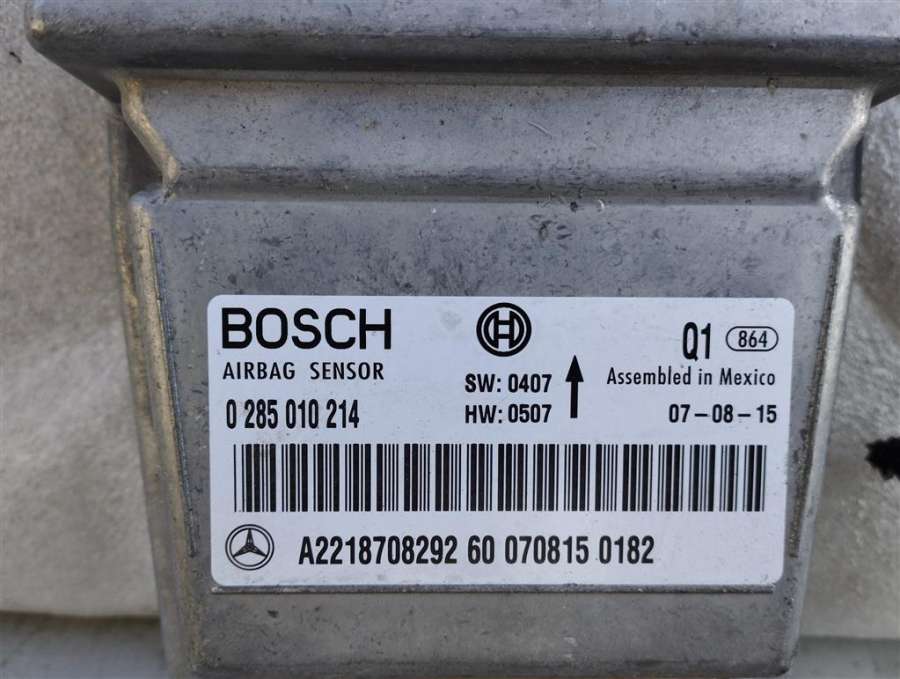 BOSCH
AIRBAG SENSOR
0 285 010 214
H
SW: 0407
HW: 0507
Q1 864
Assembled in Mexico
07-08-15
A2218708292 60 070815 0182